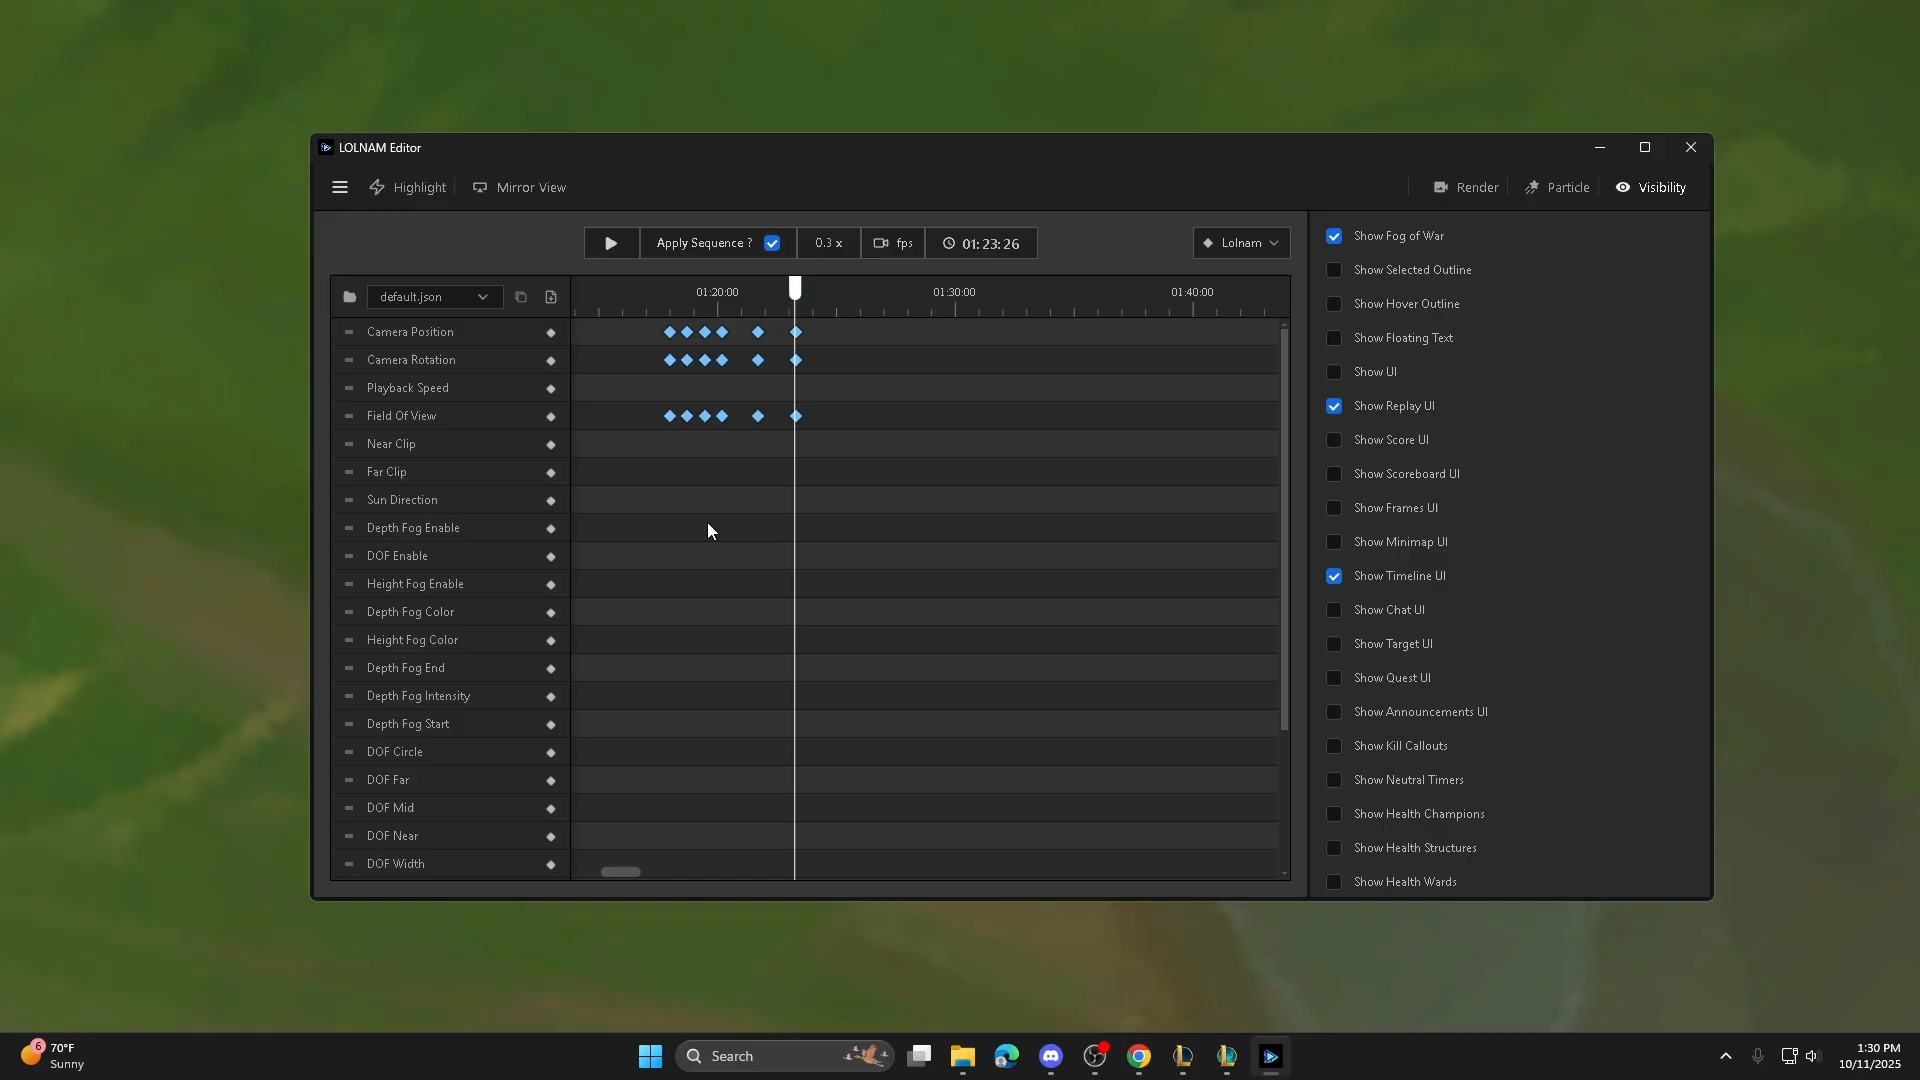 LOLNAM Editor
Highlight
Mirror View
Render
Particle
Visibility
Apply Sequence ?
0.3 x
fps
01:23:26
Lolnam
default.json
01:20:00
01:30:00
01:40:00
Camera Position
Camera Rotation
Playback Speed
Field Of View
Near Clip
Far Clip
Sun Direction
Depth Fog Enable
DOF Enable
Height Fog Enable
Depth Fog Color
Height Fog Color
Depth Fog End
Depth Fog Intensity
Depth Fog Start
DOF Circle
DOF Far
DOF Mid
DOF Near
DOF Width
Show Fog of War
Show Selected Outline
Show Hover Outline
Show Floating Text
Show UI
Show Replay UI
Show Score UI
Show Scoreboard UI
Show Frames UI
Show Minimap UI
Show Timeline UI
Show Chat UI
Show Target UI
Show Quest UI
Show Announcements UI
Show Kill Callouts
Show Neutral Timers
Show Health Champions
Show Health Structures
Show Health Wards
6
70°F
Sunny
Search
1:30 PM
10/11/2025